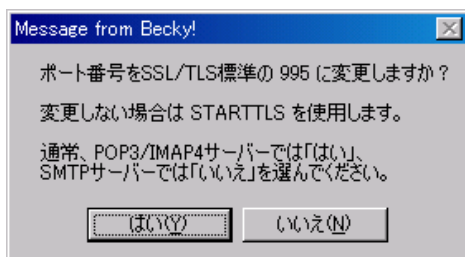 Message from Becky!
ポート番号をSSL/TLS標準の 995 に変更しますか？
変更しない場合は STARTTLS を使用します。
通常、POP3/IMAP4サーバーでは「はい」、
SMTPサーバーでは「いいえ」を選んでください。
はい(Y) いいえ(N)